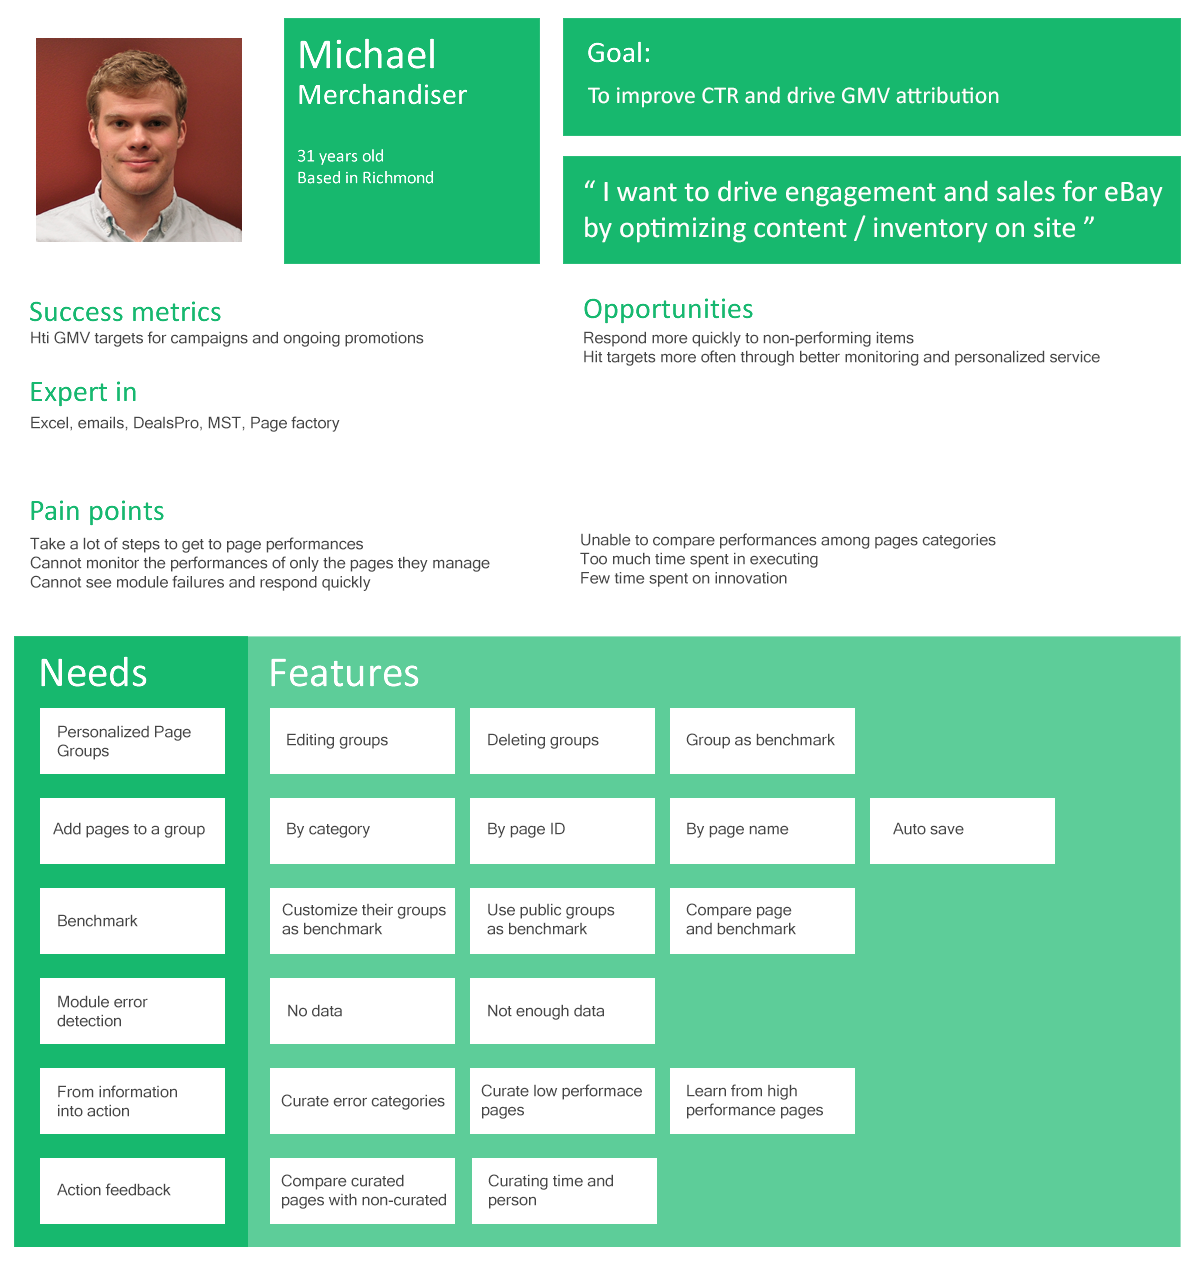 Michael
Merchandiser
31 years old
Based in Richmond
Goal:
To improve CTR and drive GMV attribution
“ I want to drive engagement and sales for eBay
by optimizing content / inventory on site ”
Success metrics
Hti GMV targets for campaigns and ongoing promotions
Expert in
Excel, emails, DealsPro, MST, Page factory
Opportunities
Respond more quickly to non-performing items
Hit targets more often through better monitoring and personalized service
Pain points
Take a lot of steps to get to page performances
Cannot monitor the performances of only the pages they manage
Cannot see module failures and respond quickly
Unable to compare performances among pages categories
Too much time spent in executing
Few time spent on innovation
Needs
Features
Personalized Page
Groups
Editing groups
Deleting groups
Group as benchmark
Add pages to a group
By category
By page ID
By page name
Auto save
Benchmark
Customize their groups
as benchmark
Use public groups
as benchmark
Compare page
and benchmark
Module error
detection
No data
Not enough data
From information
into action
Curate error categories
Curate low performace
pages
Learn from high
performance pages
Action feedback
Compare curated
pages with non-curated
Curating time and
person